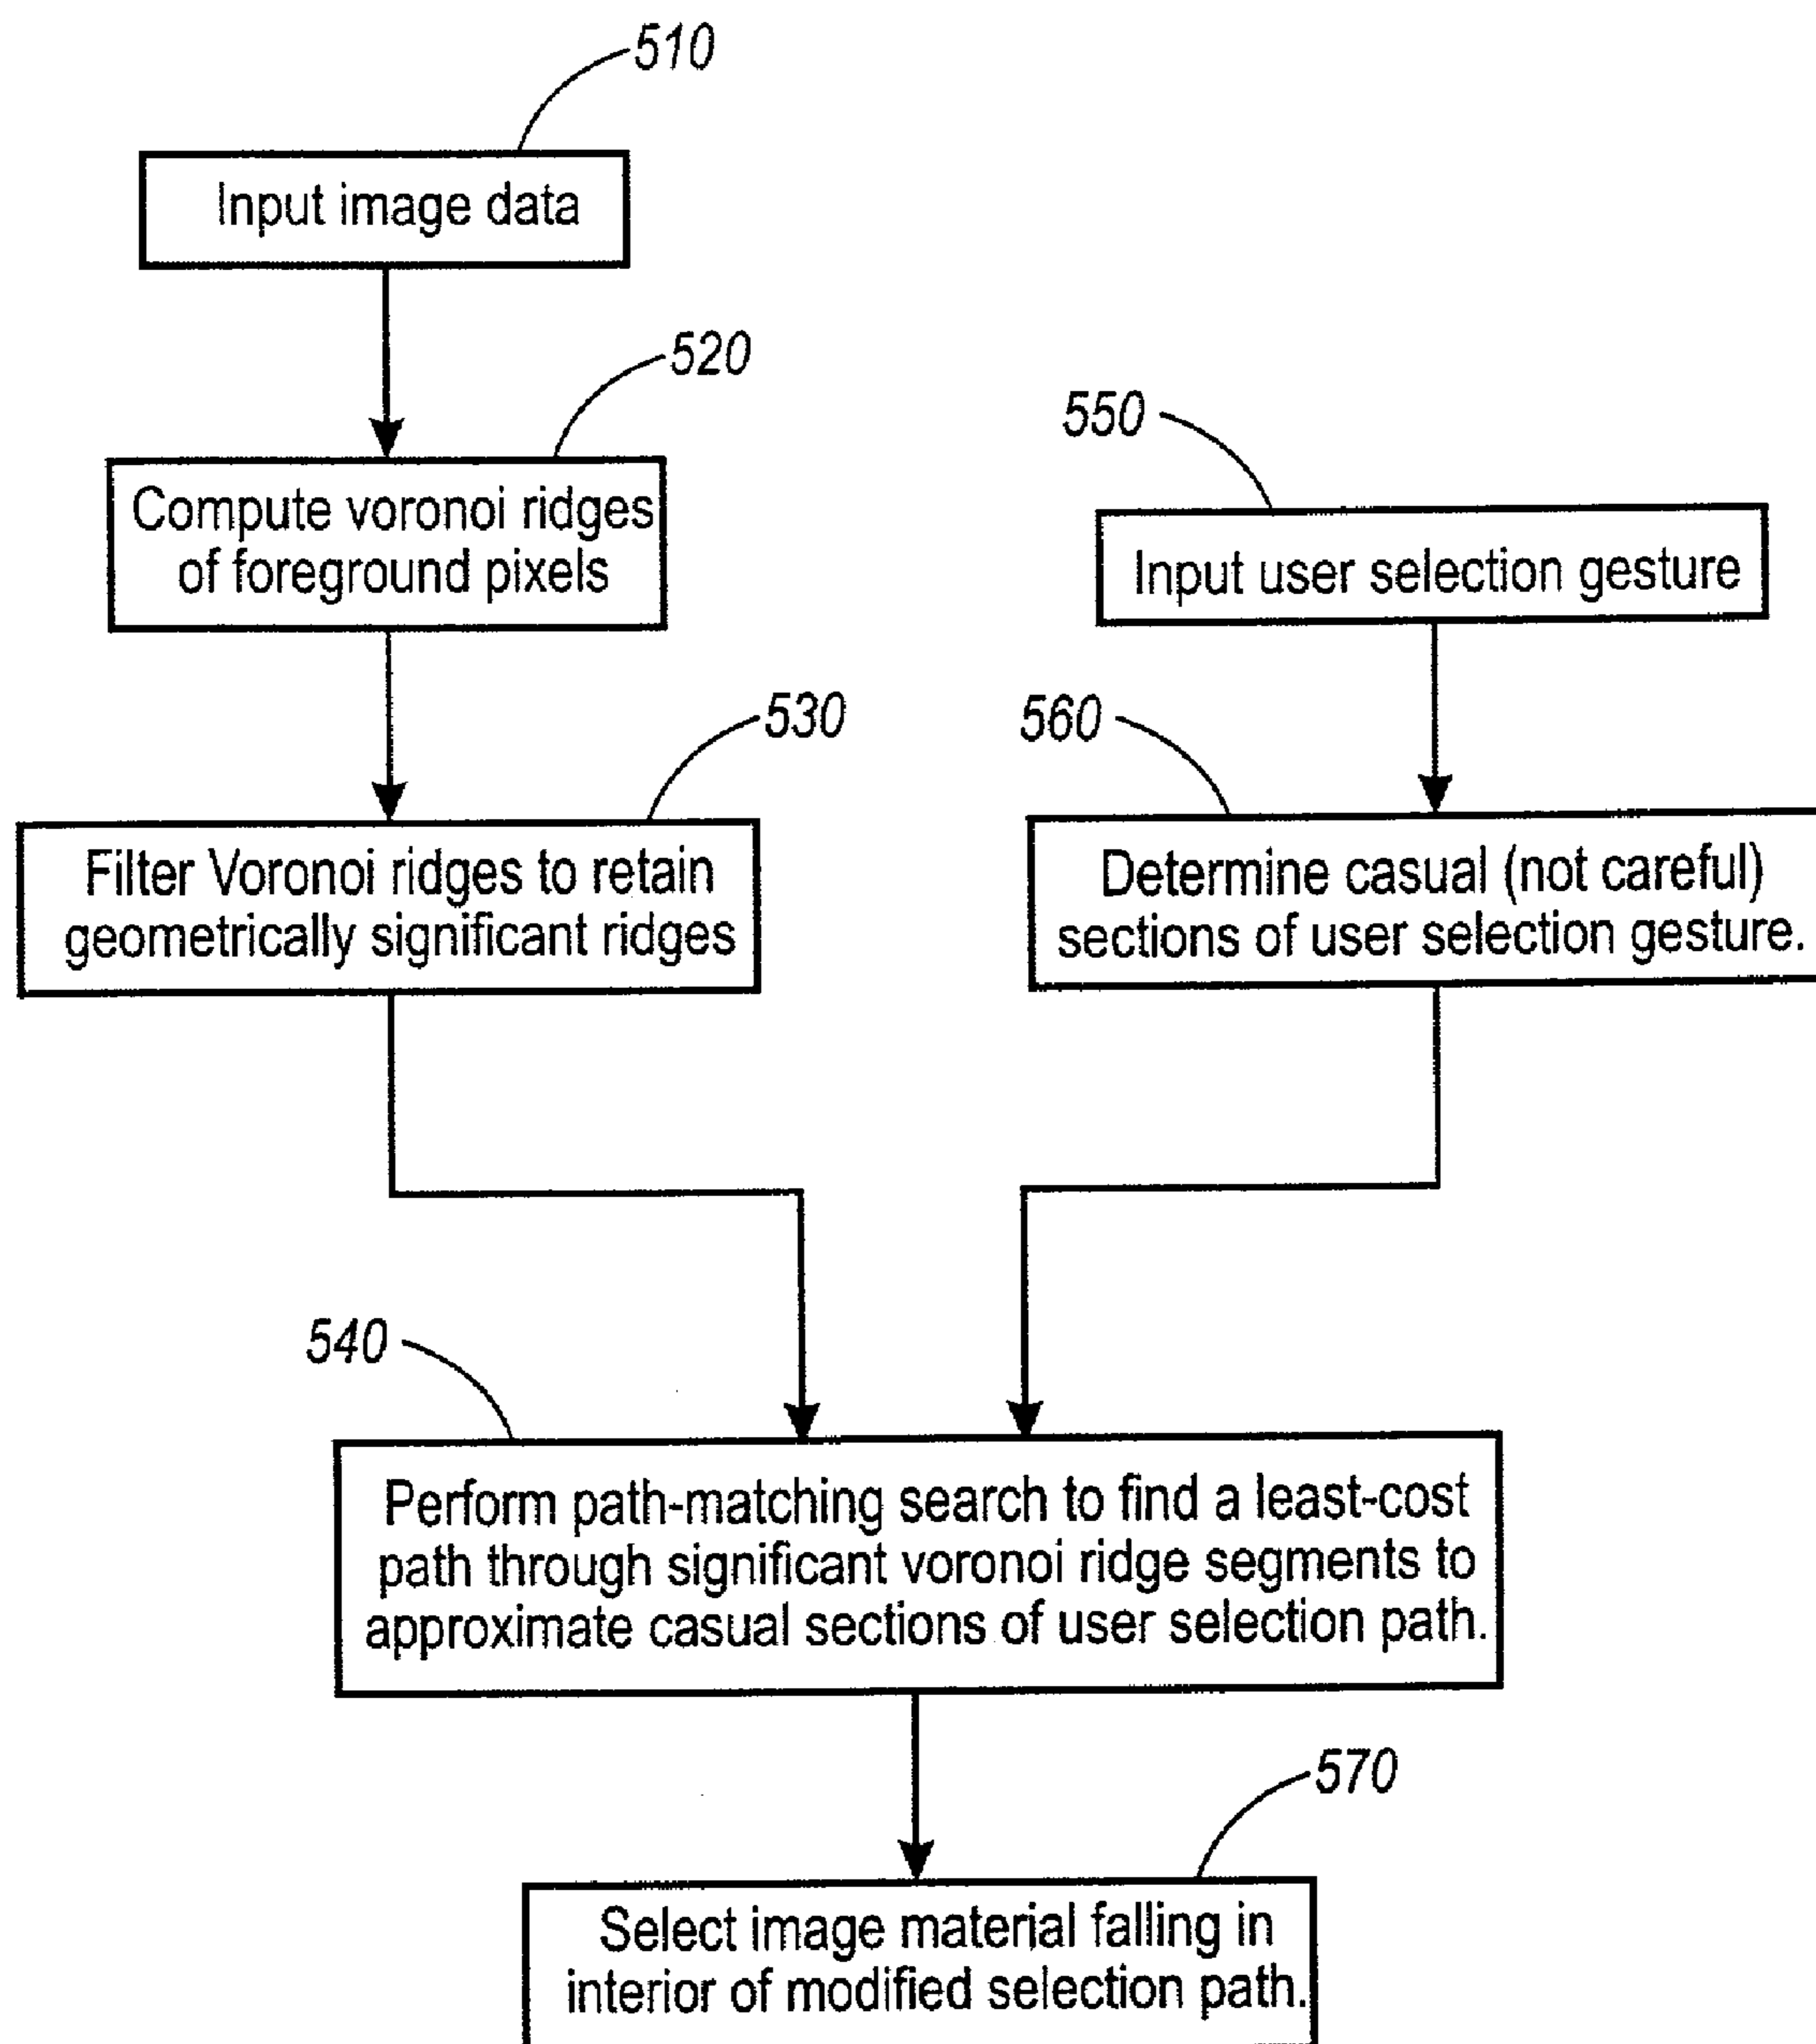 510
Input image data
520
Compute voronoi ridges
of foreground pixels
550
Input user selection gesture
530
Filter Voronoi ridges to retain
geometrically significant ridges
560
Determine casual (not careful)
sections of user selection gesture.
540
Perform path-matching search to find a least-cost
path through significant voronoi ridge segments to
approximate casual sections of user selection path.
570
Select image material falling in
interior of modified selection path.